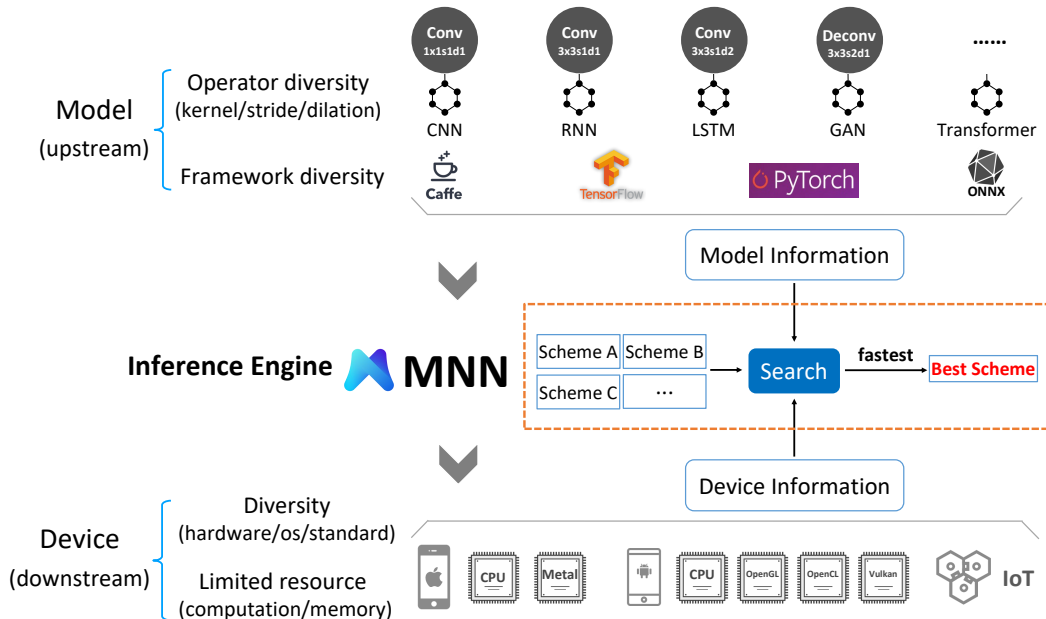 Conv
1x1s1d1
Conv
3x3s1d1
Conv
3x3s1d2
Deconv
3x3s2d1
......
Model
(upstream)
Operator diversity
(kernel/stride/dilation)
CNN
RNN
LSTM
GAN
Transformer
Framework diversity
Caffe
TensorFlow
PyTorch
ONNX
Model Information
Inference Engine
MNN
Scheme A
Scheme B
Scheme C
...
Search
fastest
Best Scheme
Device Information
Device
(downstream)
Diversity
(hardware/os/standard)
Limited resource
(computation/memory)
CPU
Metal
CPU
OpenGL
OpenCL
Vulkan
IoT